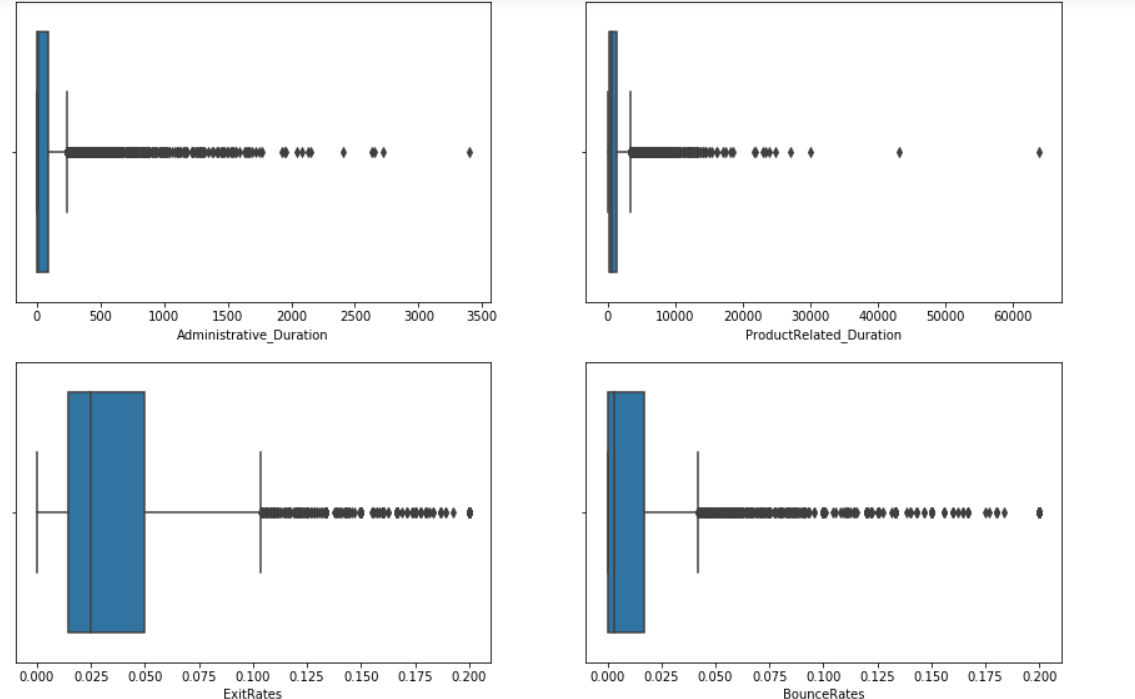 0 500 1000 1500 2000 2500 3000 3500
Administrative_Duration
0 10000 20000 30000 40000 50000 60000
ProductRelated_Duration
0.000 0.025 0.050 0.075 0.100 0.125 0.150 0.175 0.200
ExitRates
0.000 0.025 0.050 0.075 0.100 0.125 0.150 0.175 0.200
BounceRates